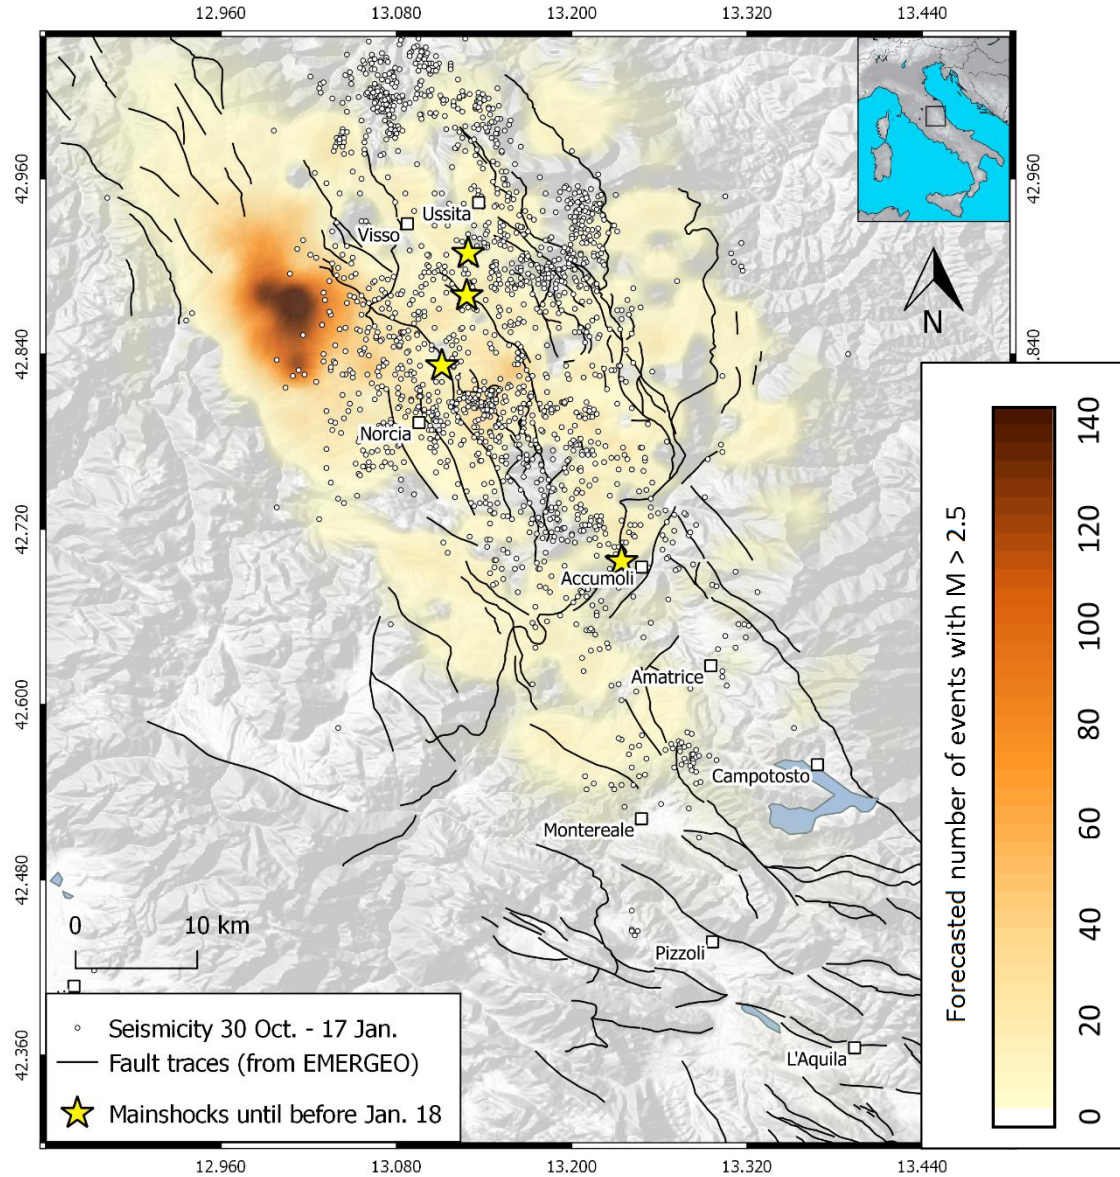 12.960 13.080 13.200 13.320 13.440
42.960
42.960
Ussita
Visso
N
42.840
.840
140
Norcia
120
42.720
Forecasted number of events with M > 2.5
100
Accumoli
Amatrice
42.600
80
Campotosto
Montereale
60
42.480
0 10 km
Pizzoli
40
Seismicity 30 Oct. - 17 Jan.
20
42.360
Fault traces (from EMERGEO)
L'Aquila
Mainshocks until before Jan. 18
0
12.960 13.080 13.200 13.320 13.440